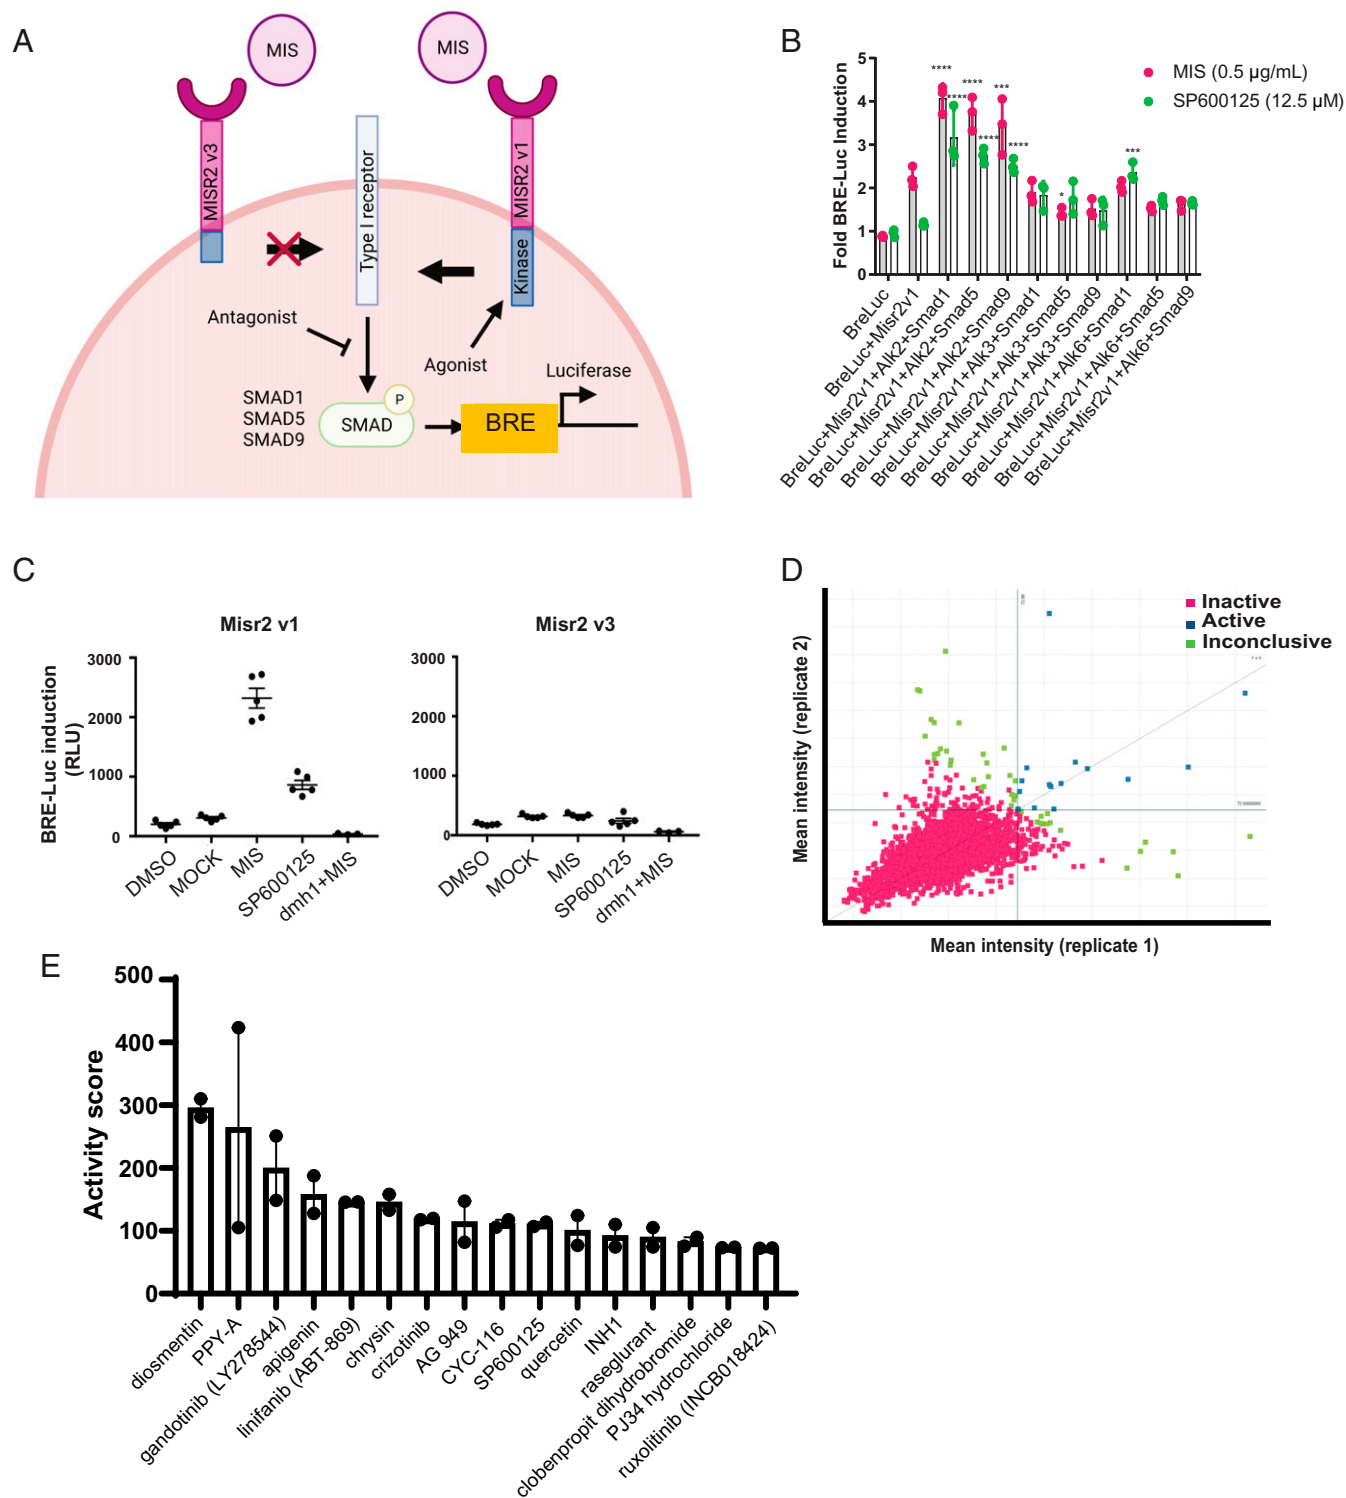 A
MIS
MIS
MISR2 v3
Type I receptor
MISR2 v1
Kinase
Antagonist
Agonist
Luciferase
SMAD1
SMAD5
SMAD9
SMAD
P
BRE
B
Fold BRE-Luc Induction
5
4
3
2
1
0
****
****
****
****
***
****
*
***
MIS (0.5 µg/mL)
SP600125 (12.5 µM)
BreLuc
BreLuc+Misr2v1
BreLuc+Misr2v1+Alk2+Smad1
BreLuc+Misr2v1+Alk2+Smad5
BreLuc+Misr2v1+Alk2+Smad9
BreLuc+Misr2v1+Alk3+Smad1
BreLuc+Misr2v1+Alk3+Smad5
BreLuc+Misr2v1+Alk3+Smad9
BreLuc+Misr2v1+Alk6+Smad1
BreLuc+Misr2v1+Alk6+Smad5
BreLuc+Misr2v1+Alk6+Smad9
C
Misr2 v1
BRE-Luc induction
(RLU)
3000
2000
1000
0
DMSO
MOCK
MIS
SP600125
dmh1+MIS
Misr2 v3
3000
2000
1000
0
DMSO
MOCK
MIS
SP600125
dmh1+MIS
D
Mean intensity (replicate 2)
Inactive
Active
Inconclusive
Mean intensity (replicate 1)
E
Activity score
500
400
300
200
100
0
diosmentin
PPY-A
gandotinib (LY278544)
apigenin
linifanib (ABT-869)
chrysin
crizotinib
AG 949
CYC-116
SP600125
quercetin
INH1
raseglurant
clobenpropit dihydrobromide
PJ34 hydrochloride
ruxolitinib (INCB018424)